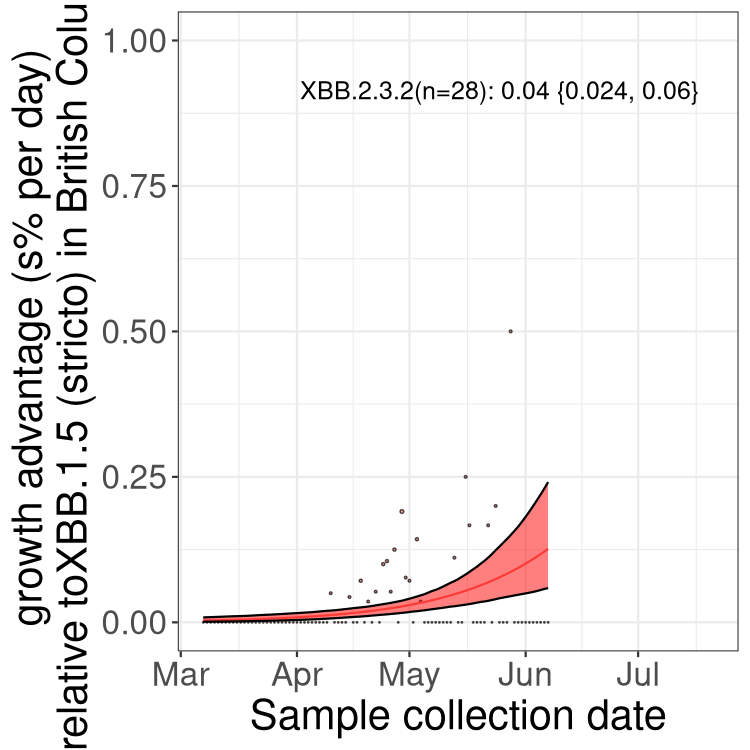 growth advantage (s% per day)
relative toXBB.1.5 (stricto) in British Colu
1.00
0.75
0.50
0.25
0.00
XBB.2.3.2(n=28): 0.04 {0.024, 0.06}
Mar Apr May Jun Jul
Sample collection date